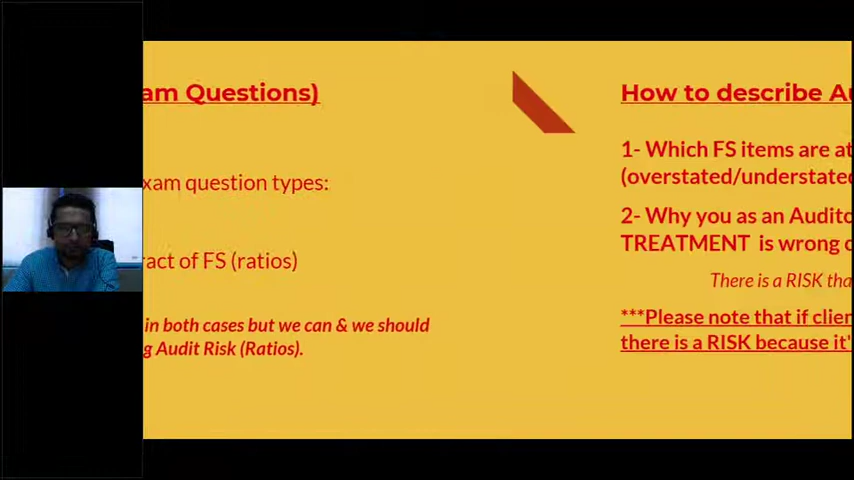 am Questions)
xam question types:
ract of FS (ratios)
in both cases but we can & we should
g Audit Risk (Ratios).
How to describe Au
1- Which FS items are at
(overstated/understated
2- Why you as an Audito
TREATMENT is wrong o
There is a RISK tha
***Please note that if clien
there is a RISK because it'